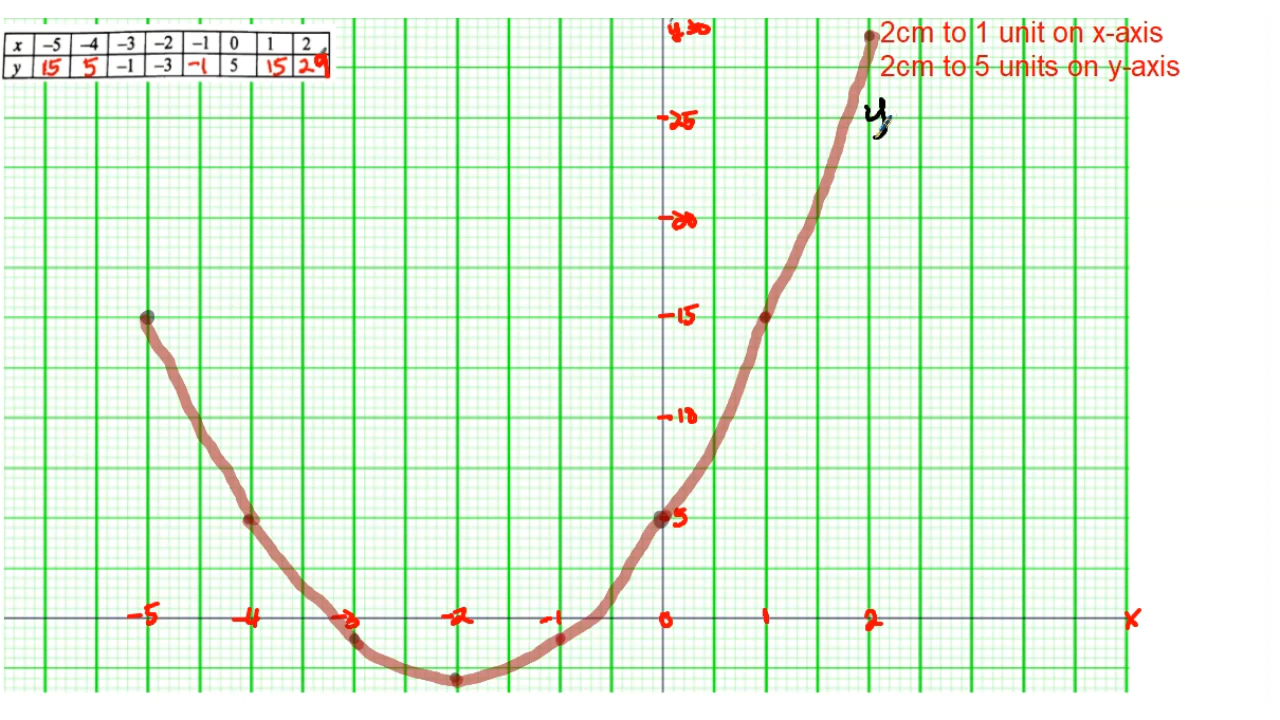 x -5 -4 -3 -2 -1 0 1 2
y 15 5 -1 -3 -1 5 15 29
2cm to 1 unit on x-axis
2cm to 5 units on y-axis
y30
y
-25
-20
-15
-10
5
-5 -4 -3 -2 -1 0 1 2 x